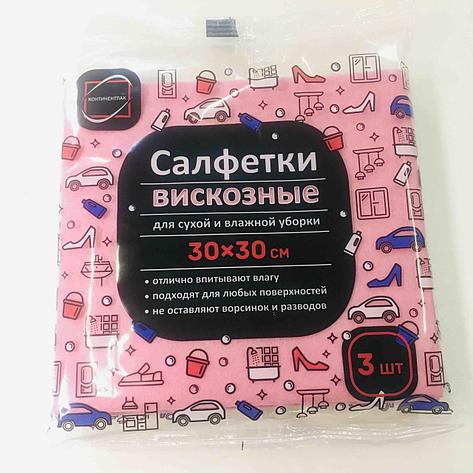 КОНТИНЕНТПАК
Салфетки
вискозные
для сухой и влажной уборки
30×30 см
• отлично впитывают влагу
• подходят для любых поверхностей
• не оставляют ворсинок и разводов
3 шт